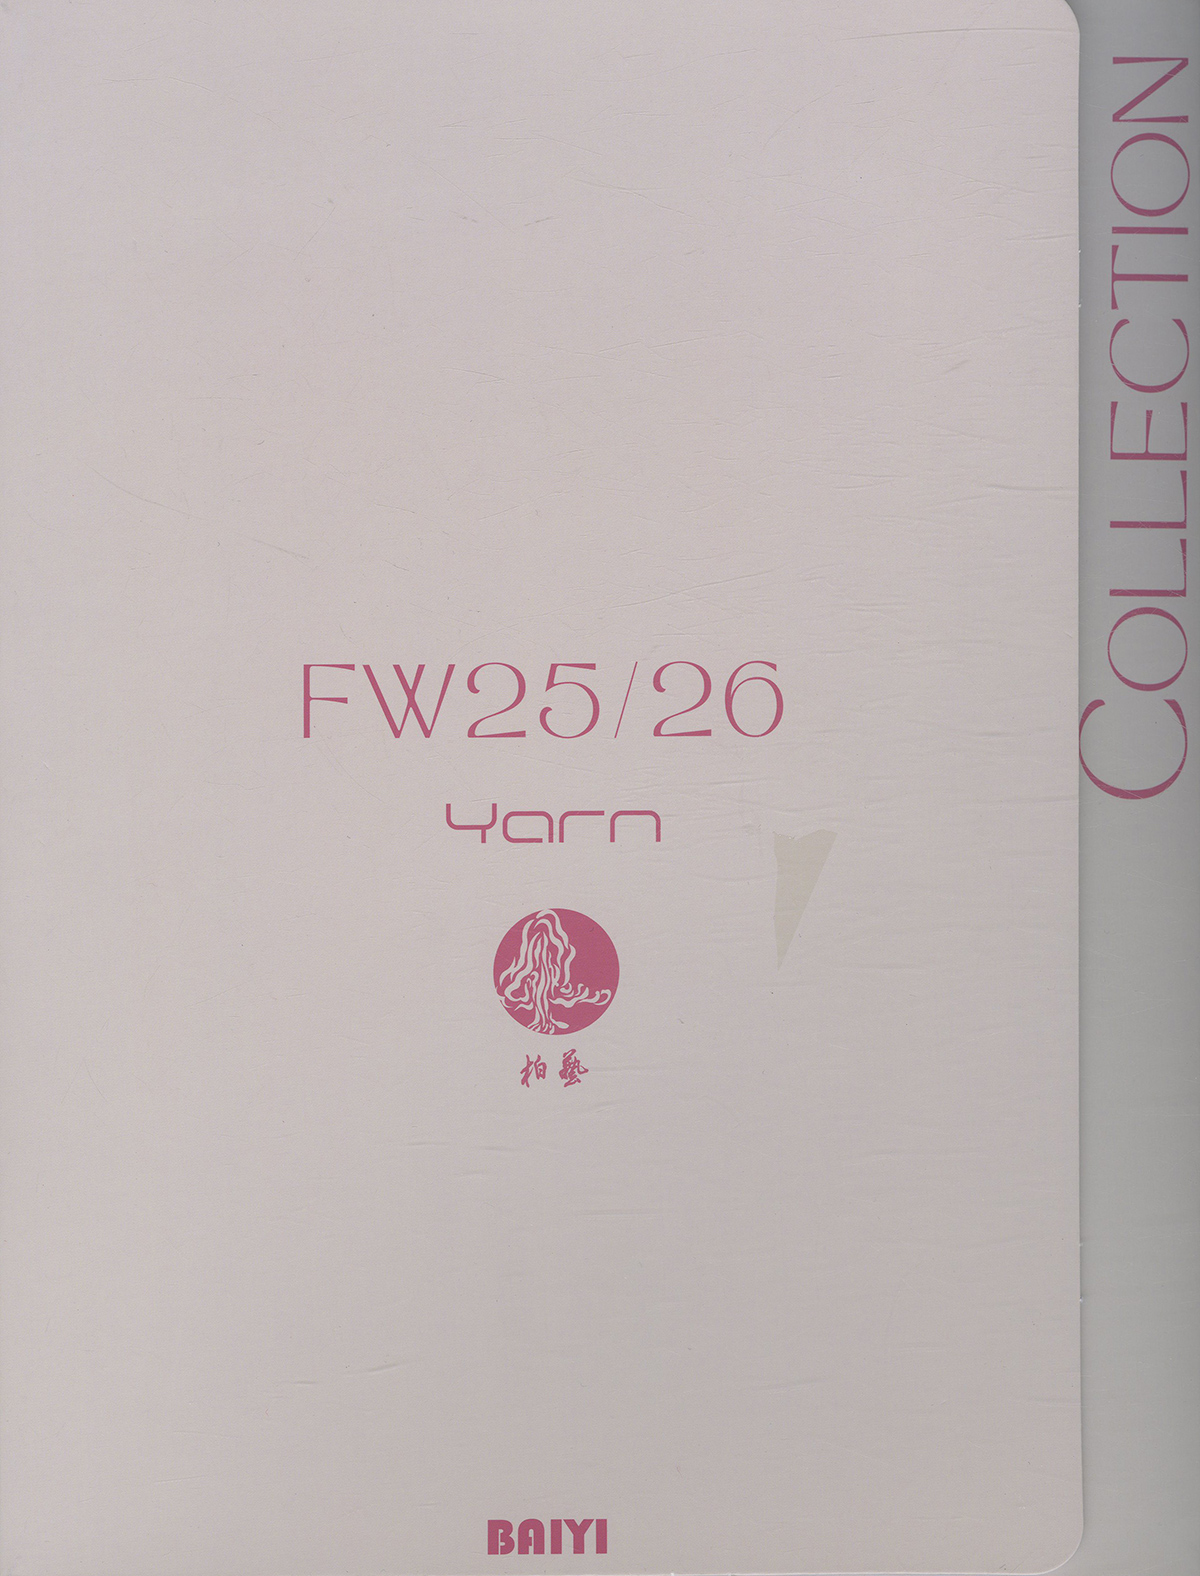 FW25/26
Yarn
柏藝
BAIYI
COLLECTION